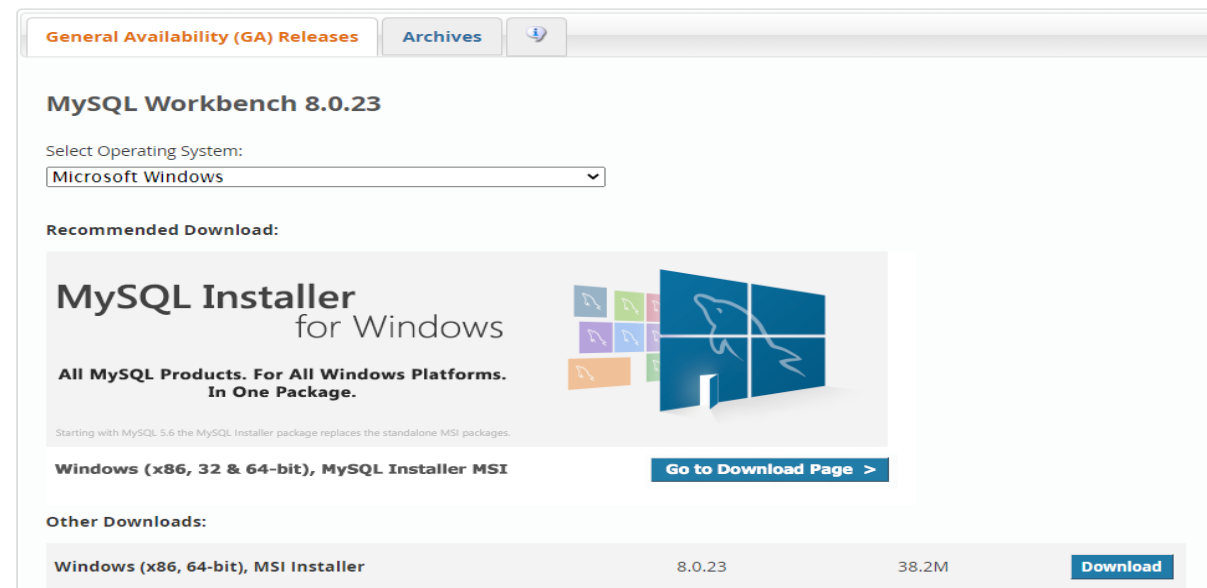 General Availability (GA) Releases
Archives
MySQL Workbench 8.0.23
Select Operating System:
Microsoft Windows
Recommended Download:
MySQL Installer
for Windows
All MySQL Products. For All Windows Platforms.
In One Package.
Starting with MySQL 5.6 the MySQL Installer package replaces the standalone MSI packages.
Windows (x86, 32 & 64-bit), MySQL Installer MSI
Go to Download Page >
Other Downloads:
Windows (x86, 64-bit), MSI Installer
8.0.23
38.2M
Download